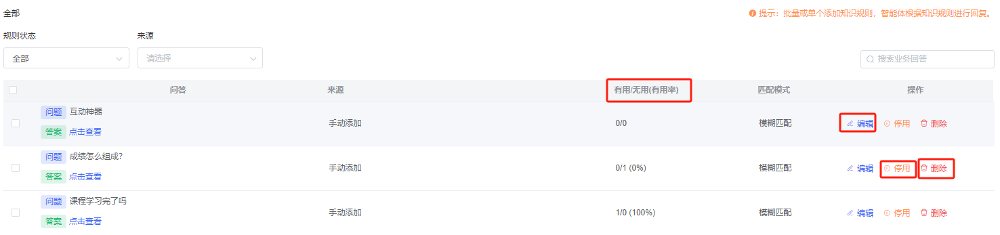 全部
提示：批量或单个添加知识规则，智能体根据知识规则进行回复。
规则状态 来源
全部 请选择 搜索业务回答
问答 来源 有用/无用(有用率) 匹配模式 操作
问题 互动神器
手动添加 0/0 模糊匹配 编辑 停用 删除
答案 点击查看
问题 成绩怎么组成?
手动添加 0/1 (0%) 模糊匹配 编辑 停用 删除
答案 点击查看
问题 课程学习完了吗
手动添加 1/0 (100%) 模糊匹配 编辑 停用 删除
答案 点击查看